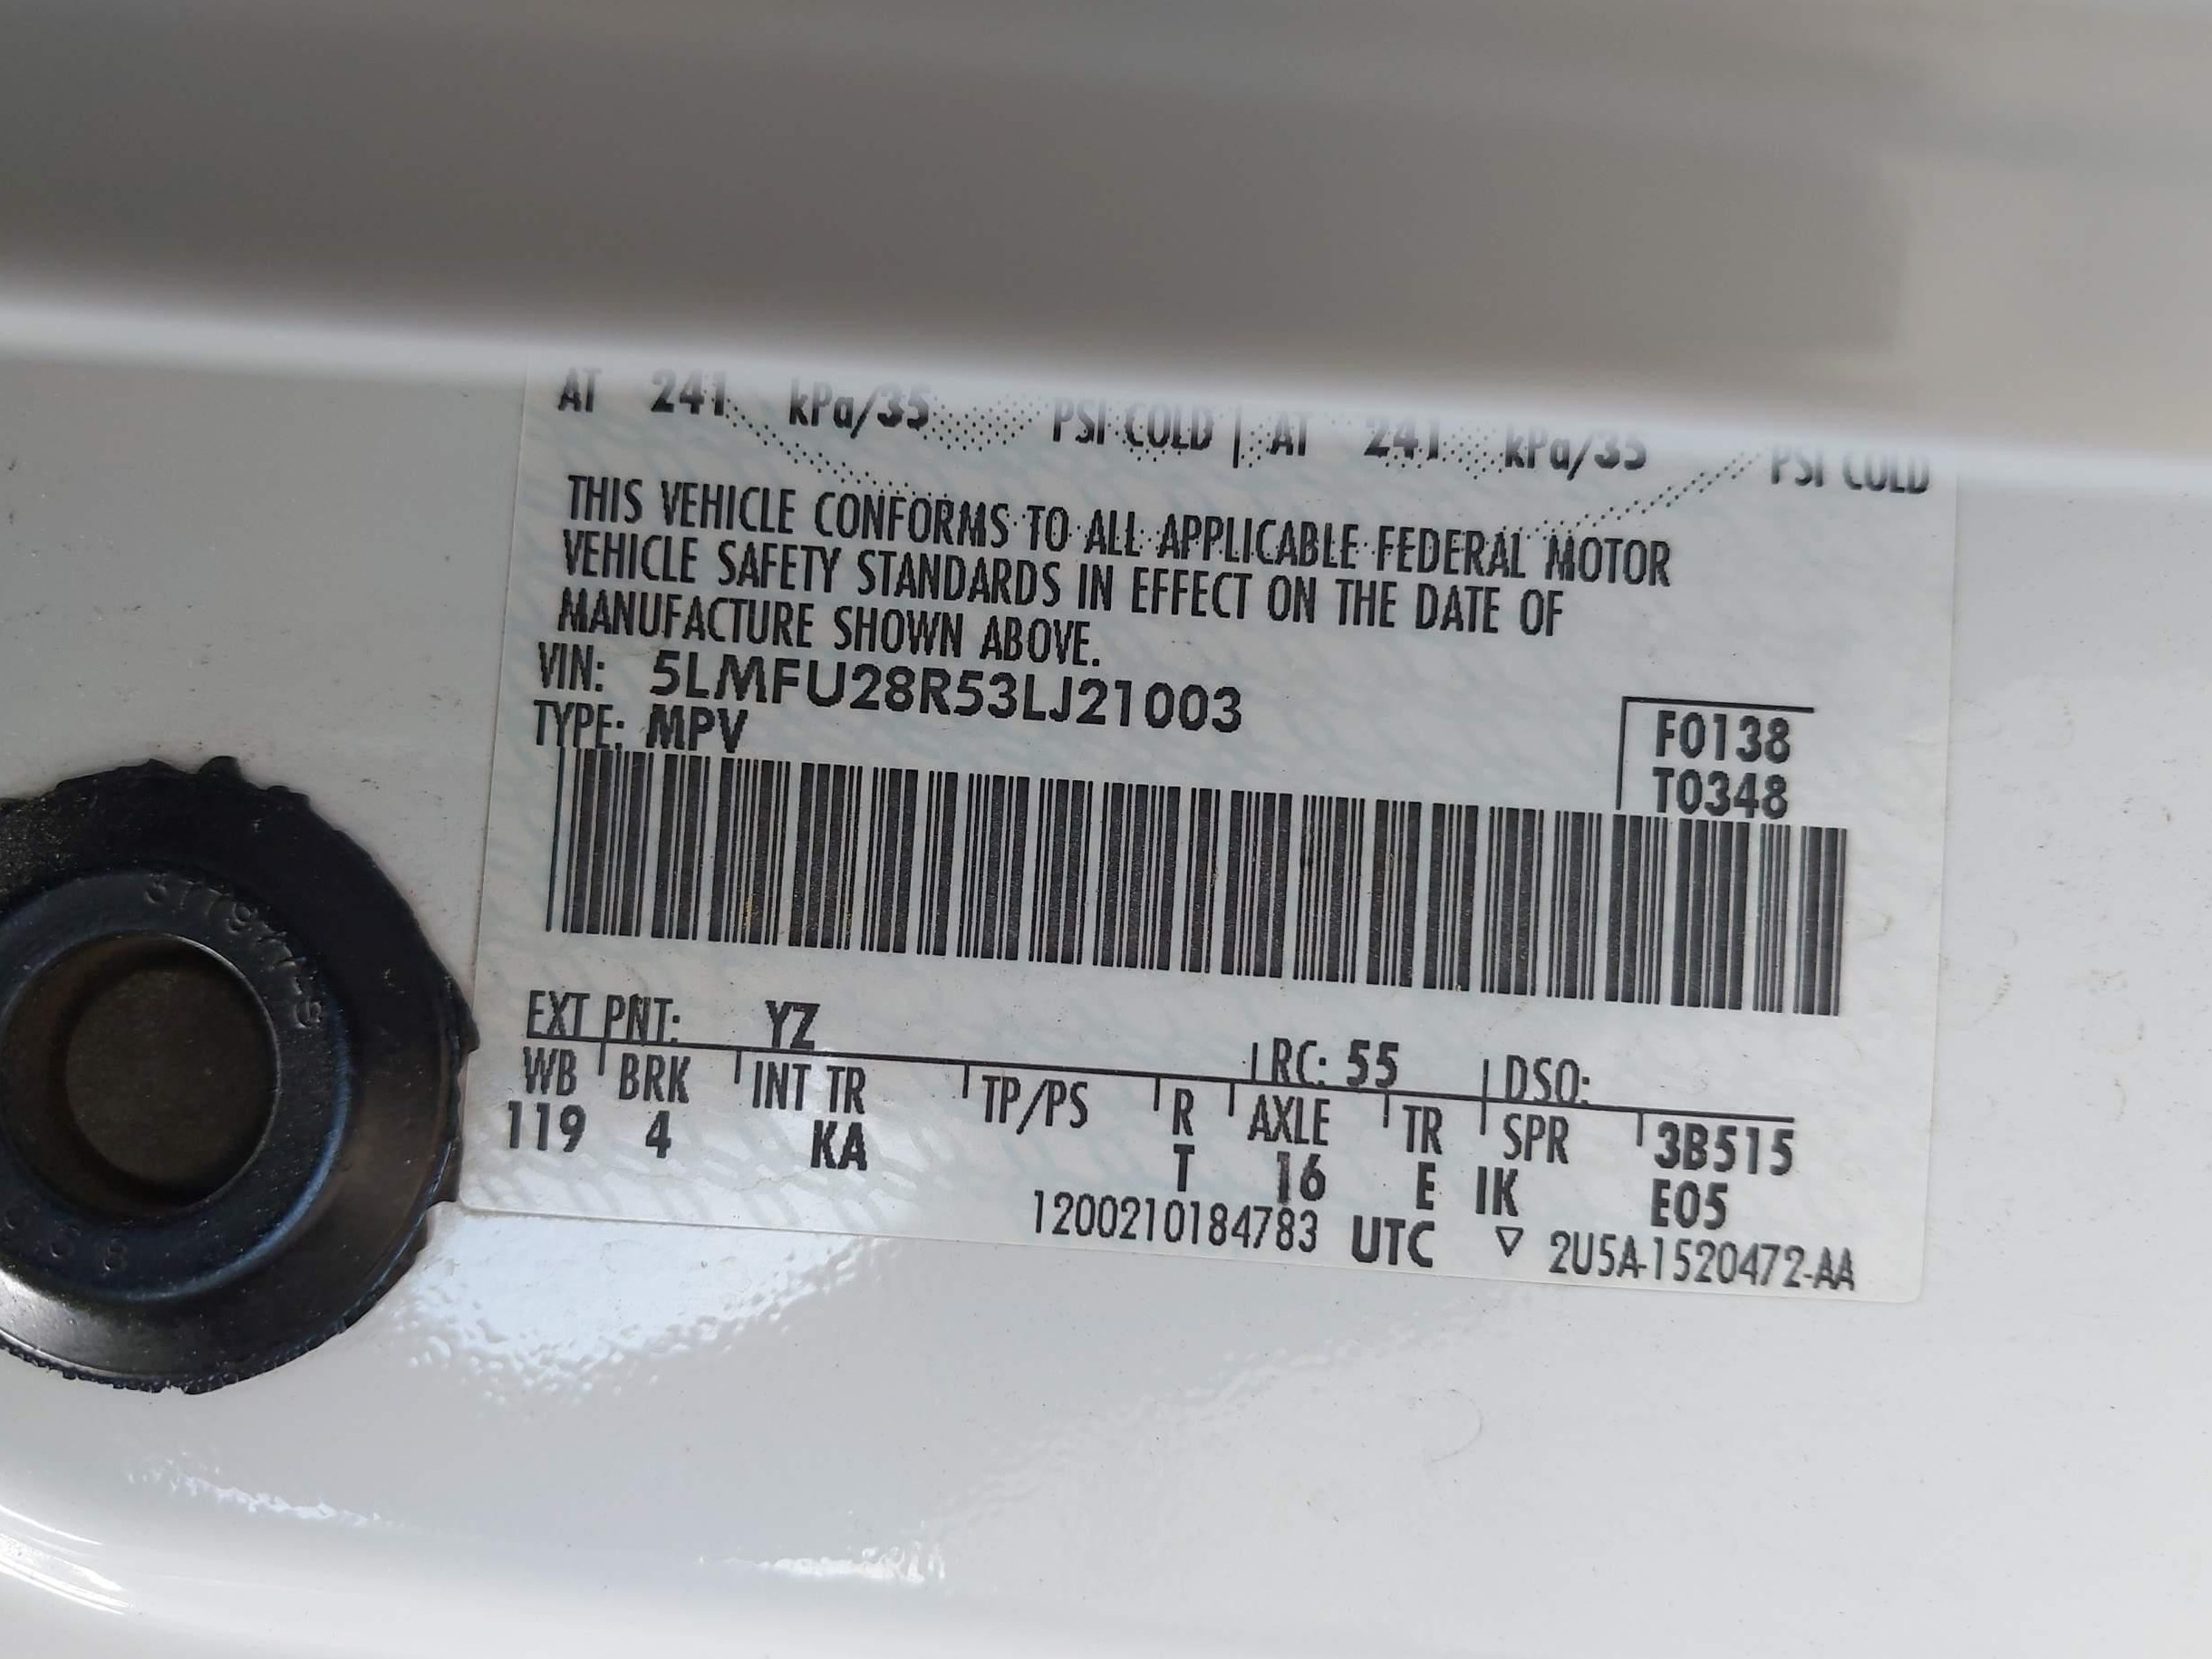 AT 241 kPa/35 PSI COLD AT 241 kPa/35 PSI COLD
THIS VEHICLE CONFORMS TO ALL APPLICABLE FEDERAL MOTOR
VEHICLE SAFETY STANDARDS IN EFFECT ON THE DATE OF
MANUFACTURE SHOWN ABOVE.
VIN: 5LMFU28R53LJ21003
TYPE: MPV
F0138
T0348
EXT PNT: YZ RC: 55 DSO:
WB BRK INT TR TP/PS R AXLE TR SPR 3B515
119 4 KA T 16 E IK E05
1200210184783 UTC ▽ 2U5A-1520472-AA